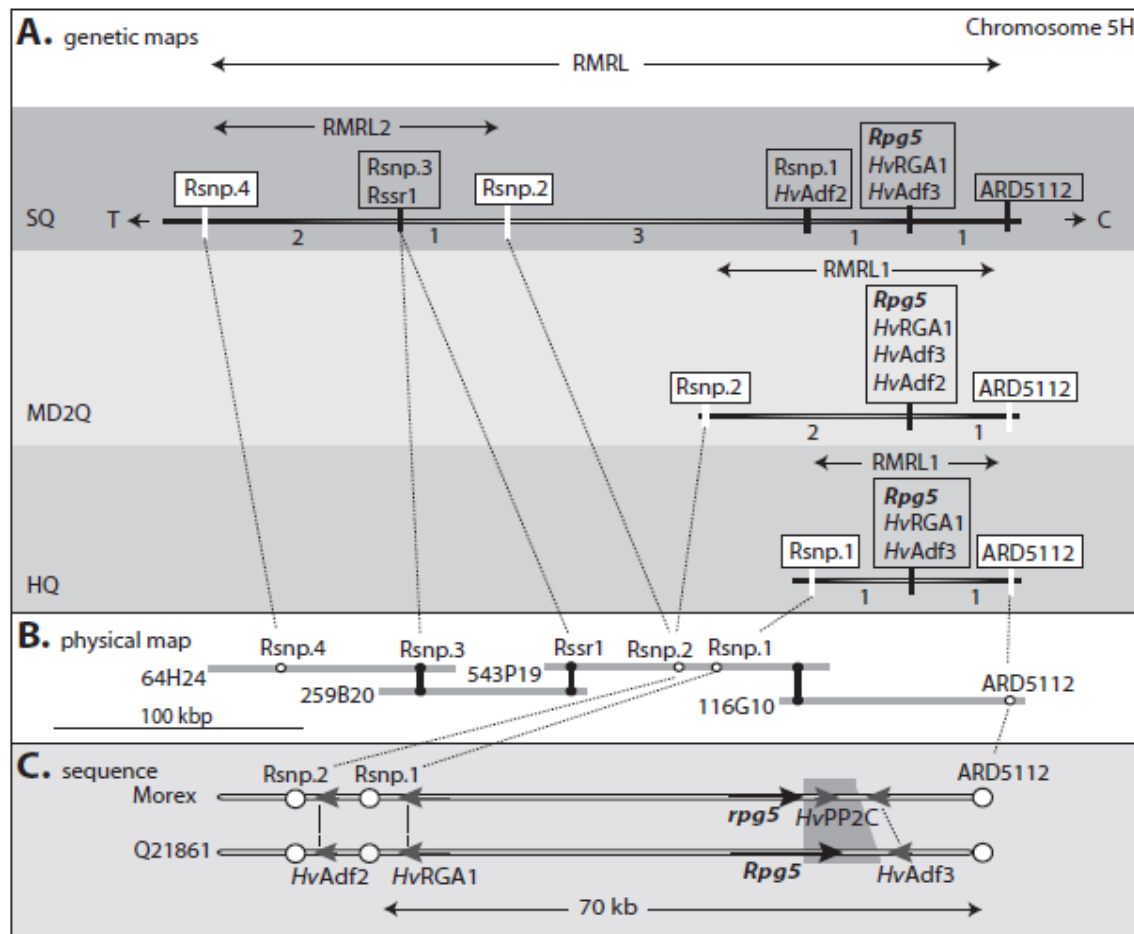 A. genetic maps
Chromosome 5H
RMRL
RMRL2
Rsnp.4
Rsnp.3
Rssr1
Rsnp.2
Rsnp.1
HvAdf2
Rpg5
HvRGA1
HvAdf3
ARD5112
SQ
T
C
2
1
3
1
1
RMRL1
Rpg5
HvRGA1
HvAdf3
HvAdf2
Rsnp.2
ARD5112
MD2Q
2
1
RMRL1
Rpg5
HvRGA1
HvAdf3
Rsnp.1
ARD5112
HQ
1
1
B. physical map
Rsnp.4
Rsnp.3
Rssr1
Rsnp.2
Rsnp.1
64H24
259B20
543P19
116G10
ARD5112
100 kbp
C. sequence
Rsnp.2
Rsnp.1
ARD5112
Morex
rpg5
HvPP2C
Q21861
HvAdf2
HvRGA1
Rpg5
HvAdf3
70 kb